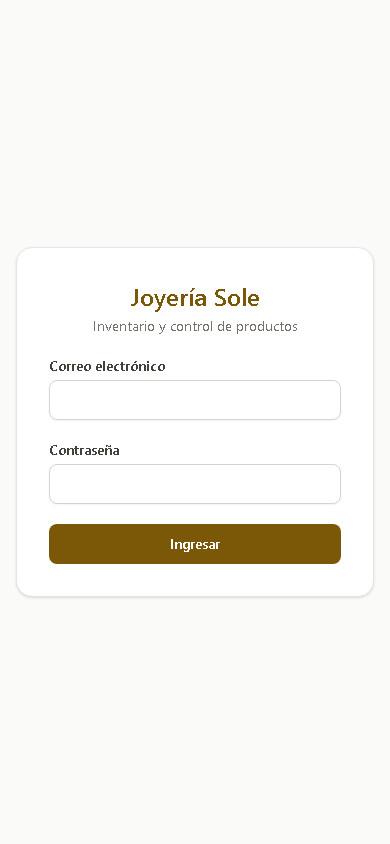 Joyería Sole
Inventario y control de productos
Correo electrónico
Contraseña
Ingresar